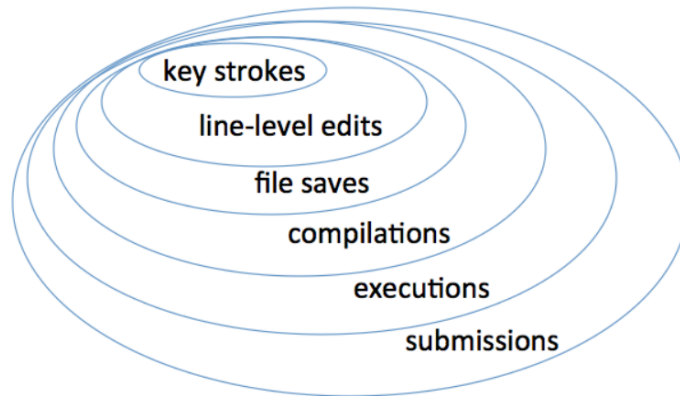 key strokes
line-level edits
file saves
compilations
executions
submissions